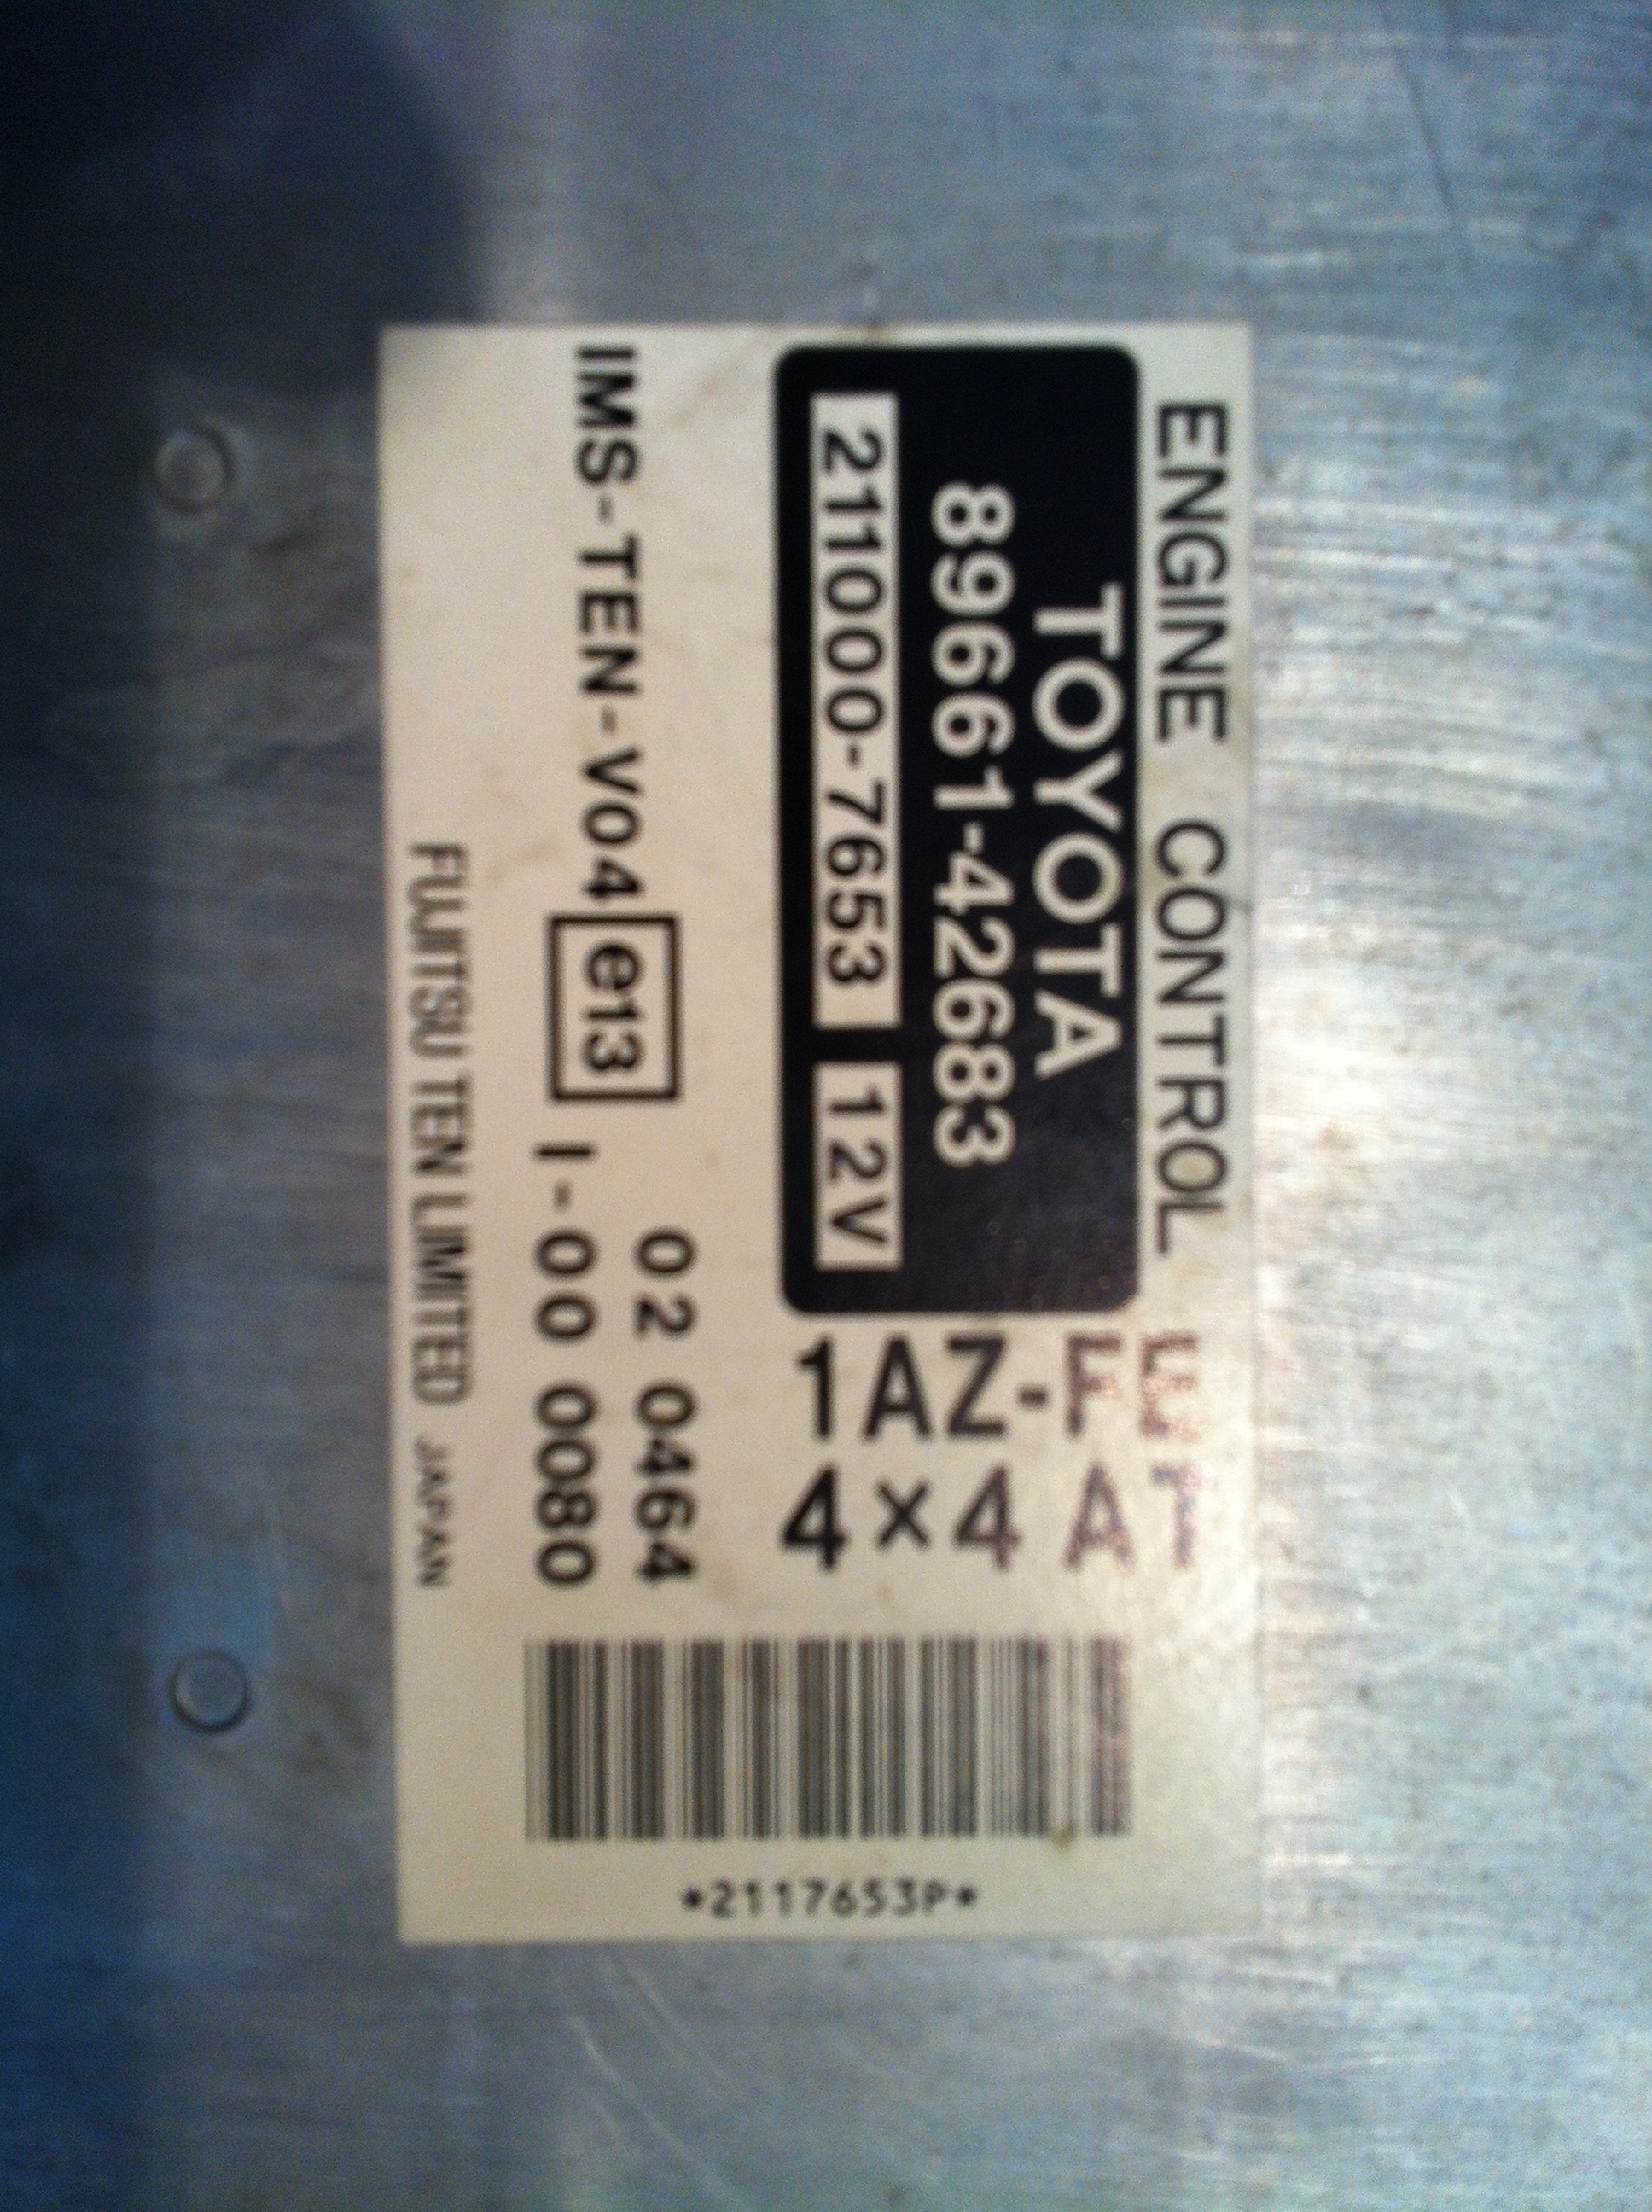 ENGINE CONTROL
TOYOTA
89661-42683
211000-7653 12V
1AZ-FE
4×4 AT
IMS-TEN-V04 e13 02 0464
I-00 0080
FUJITSU TEN LIMITED JAPAN
*2117653P*